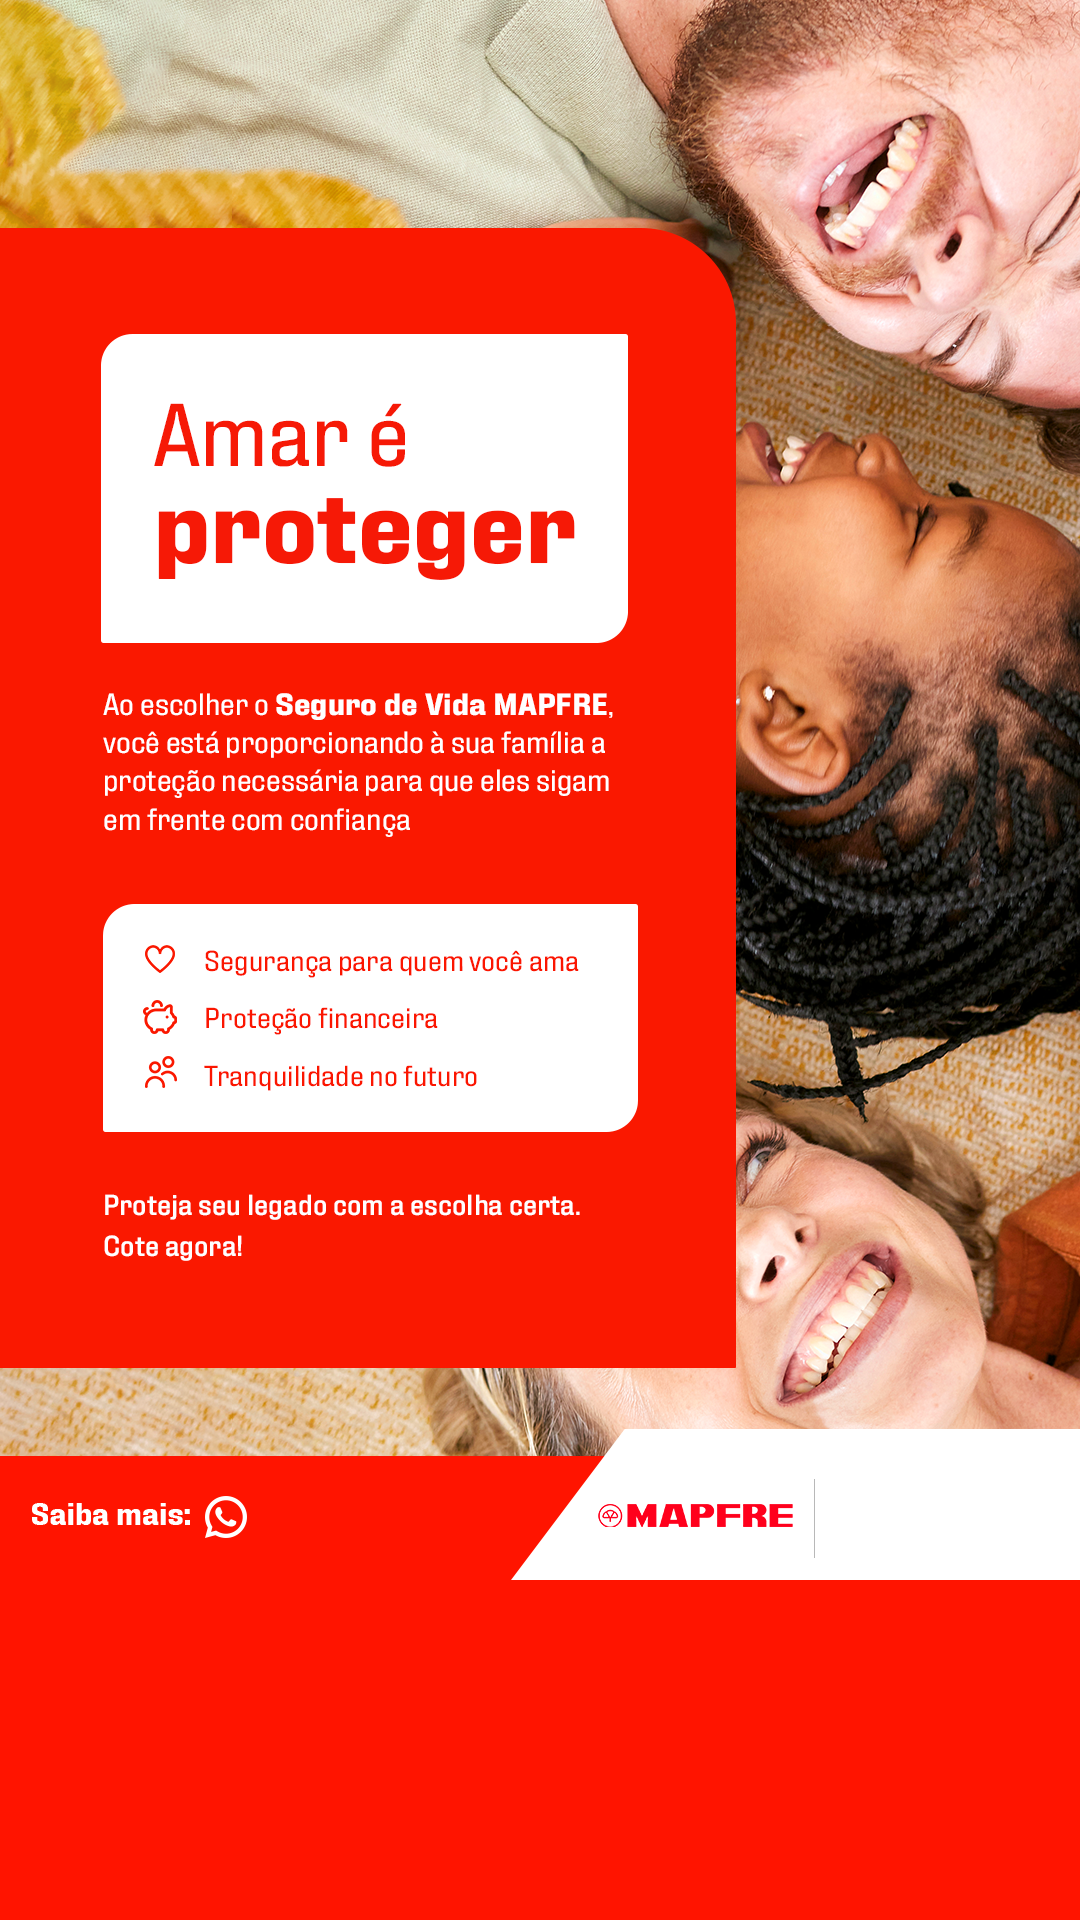 Amar é
proteger
Ao escolher o Seguro de Vida MAPFRE,
você está proporcionando à sua família a
proteção necessária para que eles sigam
em frente com confiança
Segurança para quem você ama
Proteção financeira
Tranquilidade no futuro
Proteja seu legado com a escolha certa.
Cote agora!
Saiba mais:
MAPFRE